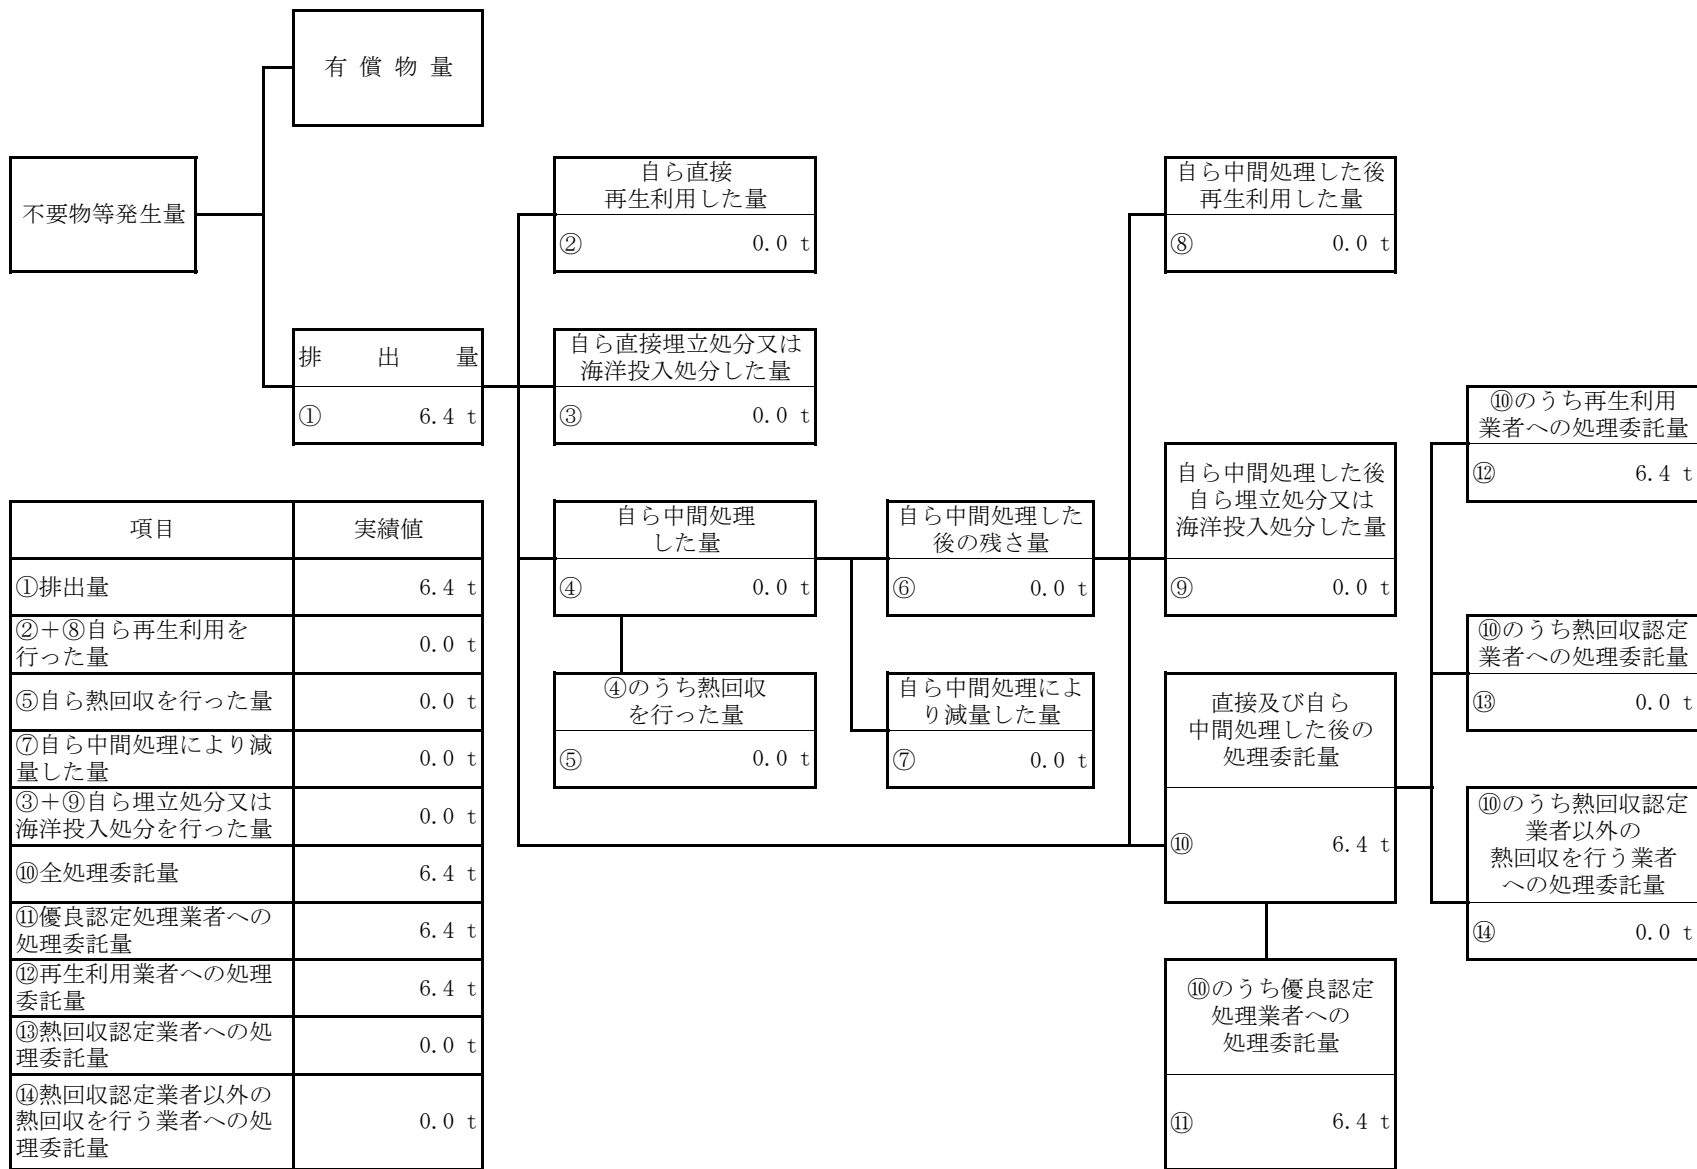 有償物量
不要物等発生量
自ら直接
再生利用した量
② 0.0 t
自ら中間処理した後
再生利用した量
⑧ 0.0 t
排出量
① 6.4 t
自ら直接埋立処分又は
海洋投入処分した量
③ 0.0 t
⑩のうち再生利用
業者への処理委託量
⑫ 6.4 t
自ら中間処理
した量
④ 0.0 t
自ら中間処理した
後の残さ量
⑥ 0.0 t
自ら中間処理した後
自ら埋立処分又は
海洋投入処分した量
⑨ 0.0 t
④のうち熱回収
を行った量
⑤ 0.0 t
自ら中間処理によ
り減量した量
⑦ 0.0 t
直接及び自ら
中間処理した後の
処理委託量
⑩ 6.4 t
⑩のうち熱回収認定
業者への処理委託量
⑬ 0.0 t
⑩のうち熱回収認定
業者以外の
熱回収を行う業者
への処理委託量
⑭ 0.0 t
⑩のうち優良認定
処理業者への
処理委託量
⑪ 6.4 t
項目 実績値
①排出量 6.4 t
②+⑧自ら再生利用を
行った量 0.0 t
⑤自ら熱回収を行った量 0.0 t
⑦自ら中間処理により減
量した量 0.0 t
③+⑨自ら埋立処分又は
海洋投入処分を行った量 0.0 t
⑩全処理委託量 6.4 t
⑪優良認定処理業者への
処理委託量 6.4 t
⑫再生利用業者への処理
委託量 6.4 t
⑬熱回収認定業者への処
理委託量 0.0 t
⑭熱回収認定業者以外の
熱回収を行う業者への処
理委託量 0.0 t